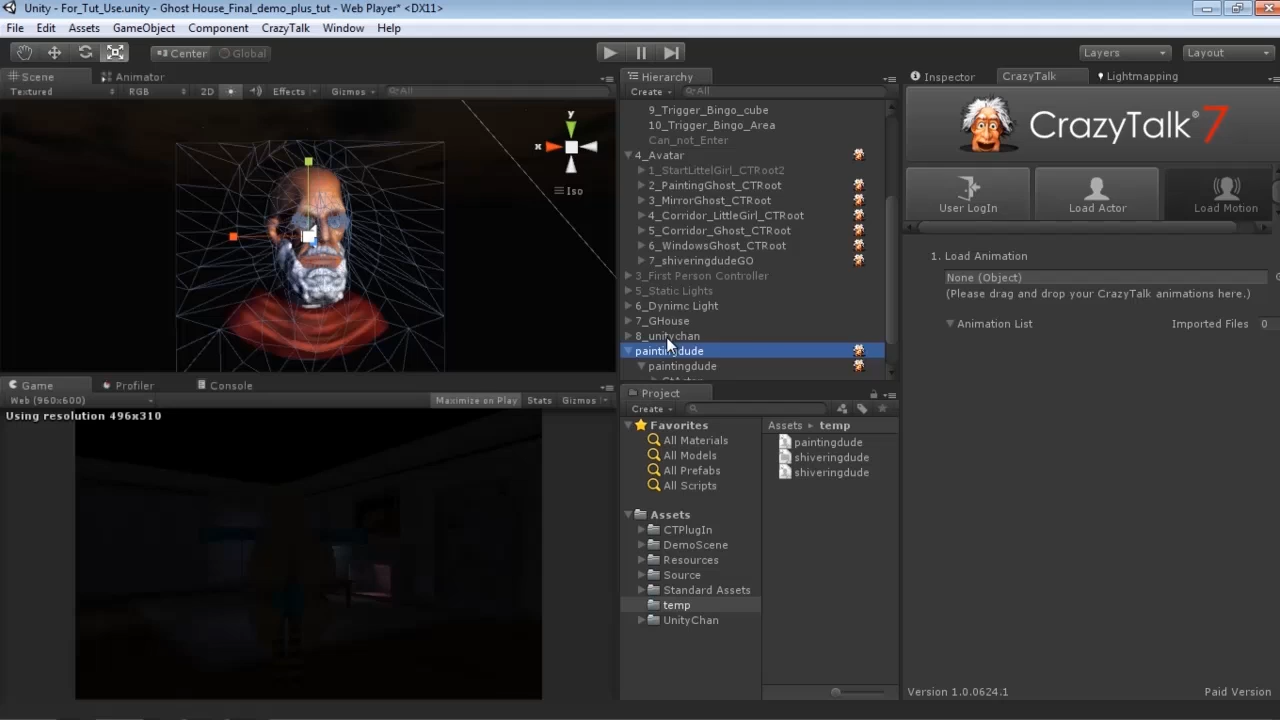 Unity - For_Tut_Use.unity - Ghost House_Final_demo_plus_tut - Web Player* <DX11>
File Edit Assets GameObject Component CrazyTalk Window Help
Center Global Layers Layout
Scene Animator
Textured RGB 2D Effects Gizmos All
y
x
Iso
Hierarchy
Create All
9_Trigger_Bingo_cube
10_Trigger_Bingo_Area
Can_not_Enter
4_Avatar
1_StartLittelGirl_CTRoot2
2_PaintingGhost_CTRoot
3_MirrorGhost_CTRoot
4_Corridor_LittleGirl_CTRoot
5_Corridor_Ghost_CTRoot
6_WindowsGhost_CTRoot
7_shiveringdudeGO
3_First Person Controller
5_Static Lights
6_Dynimc Light
7_GHouse
8_unitychan
paintingdude
paintingdude
Inspector CrazyTalk Lightmapping
CrazyTalk® 7
User LogIn Load Actor Load Motion
1. Load Animation
None (Object)
(Please drag and drop your CrazyTalk animations here.)
Animation List Imported Files 0
Game Profiler Console
Web (960x600) Maximize on Play Stats Gizmos
Using resolution 496x310
Project
Create
Favorites
All Materials
All Models
All Prefabs
All Scripts
Assets
CTPlugIn
DemoScene
Resources
Source
Standard Assets
temp
UnityChan
Assets temp
paintingdude
shiveringdude
shiveringdude
Version 1.0.0624.1 Paid Version